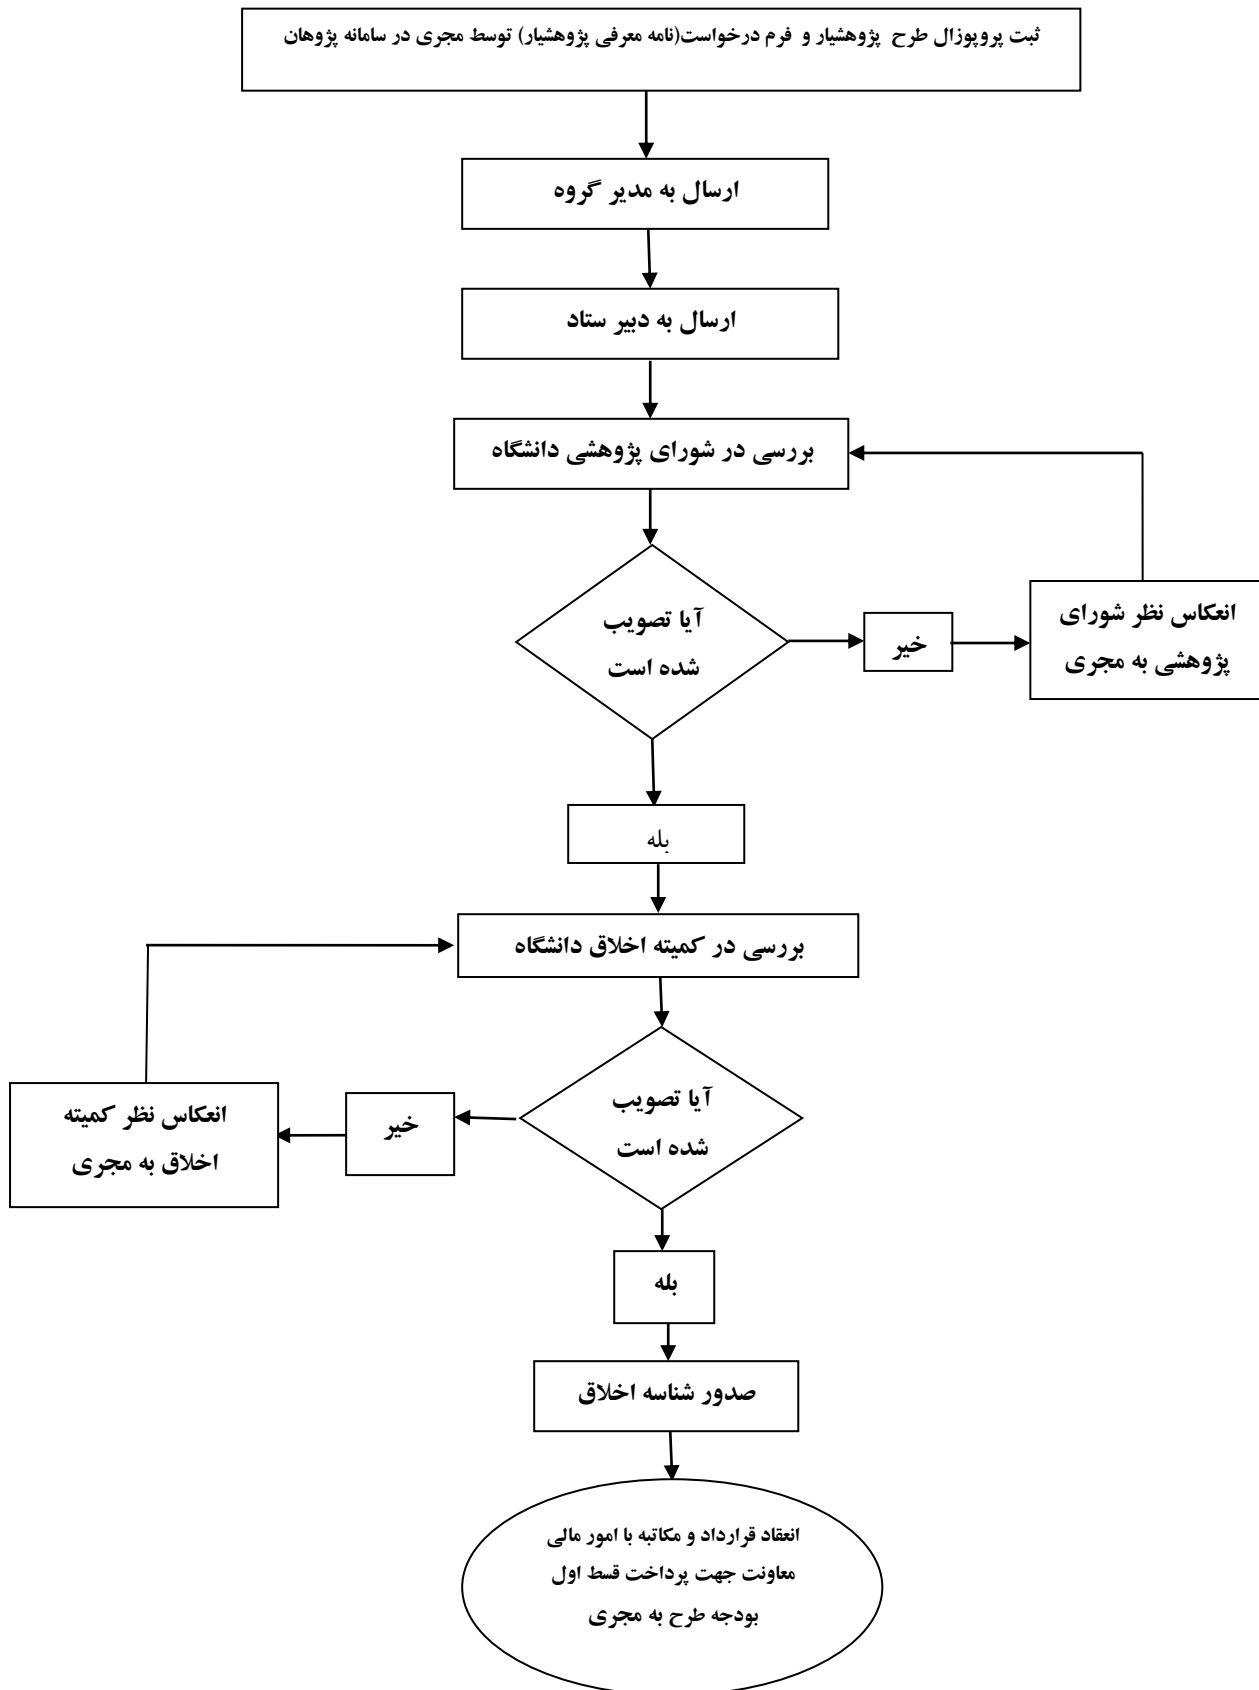 ثبت پروپوزال طرح پژوهشیار و فرم درخواست(نامه معرفی پژوهشیار) توسط مجری در سامانه پژوهان
ارسال به مدیر گروه
ارسال به دبیر ستاد
بررسی در شورای پژوهشی دانشگاه
آیا تصویب
شده است
خیر
انعکاس نظر شورای
پژوهشی به مجری
بله
بررسی در کمیته اخلاق دانشگاه
آیا تصویب
شده است
خیر
انعکاس نظر کمیته
اخلاق به مجری
بله
صدور شناسه اخلاق
انعقاد قرارداد و مکاتبه با امور مالی
معاونت جهت پرداخت قسط اول
بودجه طرح به مجری